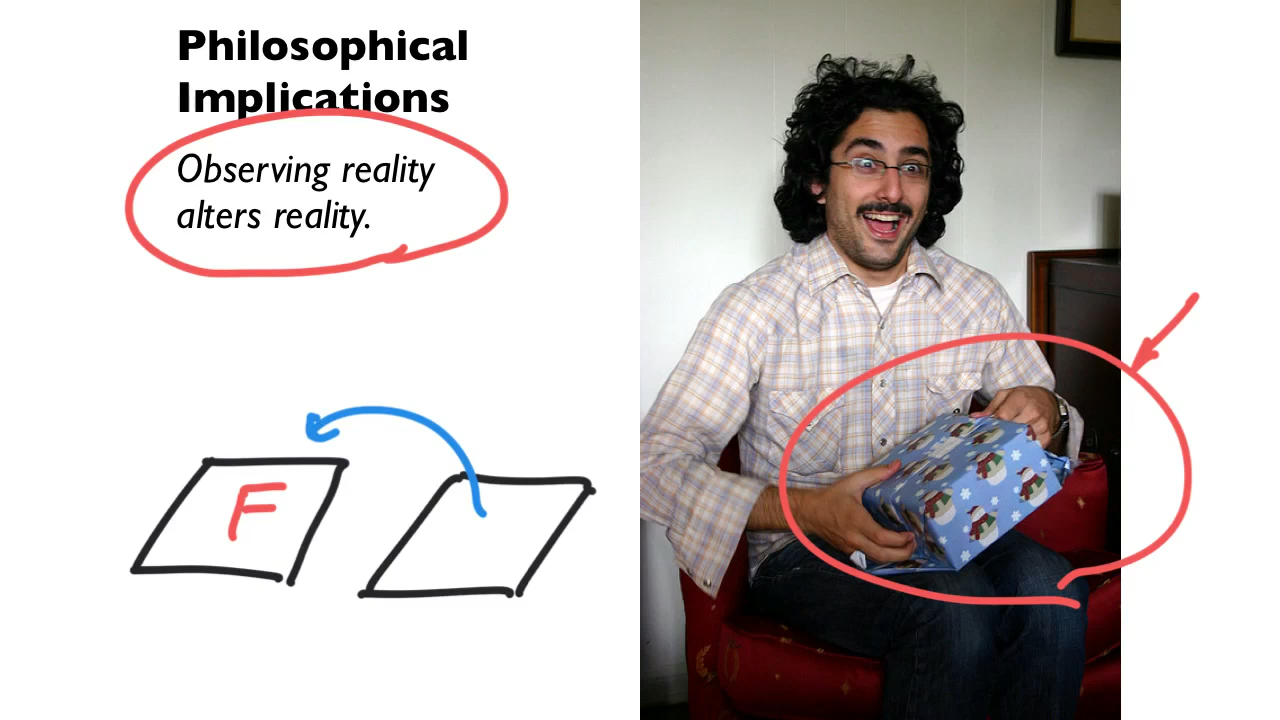 Philosophical
Implications
Observing reality
alters reality.
F